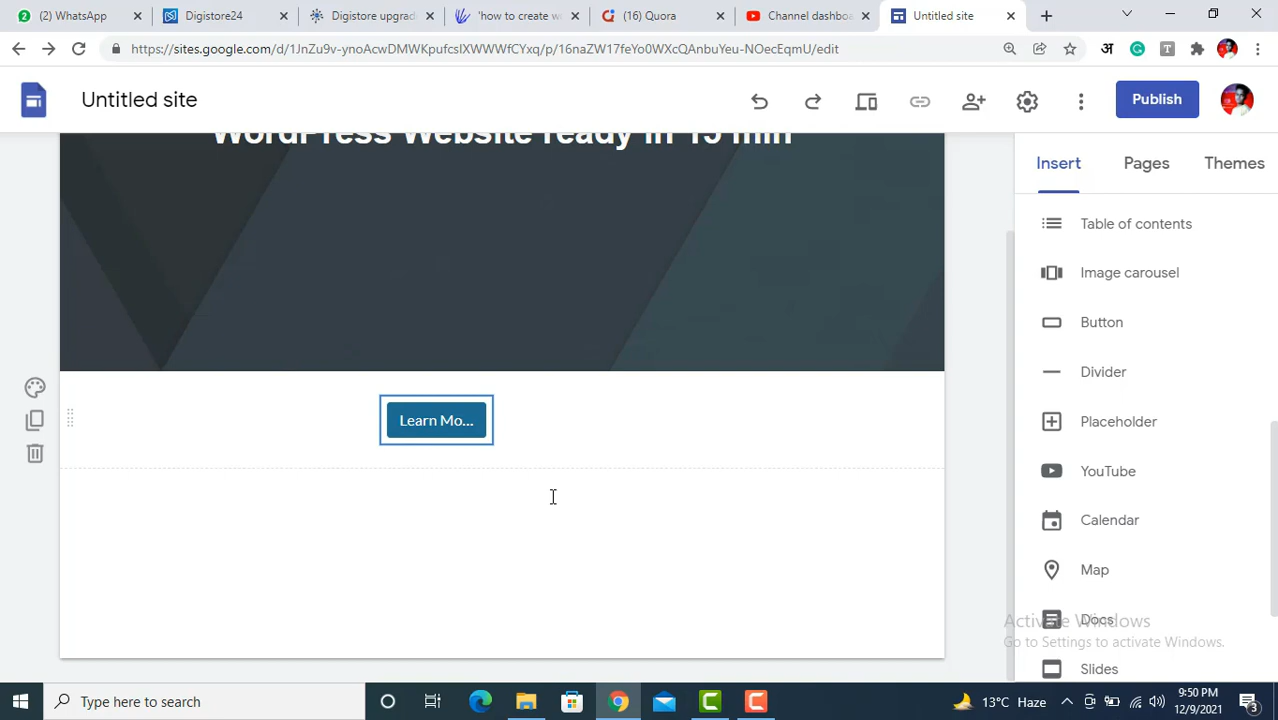 (2) WhatsApp
Digistore24
Digistore upgrad
'how to create w
(16) Quora
Channel dashboa
Untitled site
https://sites.google.com/d/1JnZu9v-ynoAcwDMWKpufcsIXWWWfCYxq/p/16naZW17feYo0WXcQAnbuYeu-NOecEqmU/edit
अ
Untitled site
Publish
WordPress Website ready in 15 min
Insert
Pages
Themes
Table of contents
Image carousel
Button
Divider
Placeholder
YouTube
Calendar
Map
Docs
Slides
Learn Mo...
Activate Windows
Go to Settings to activate Windows.
Type here to search
13°C Haze
9:50 PM
12/9/2021
3